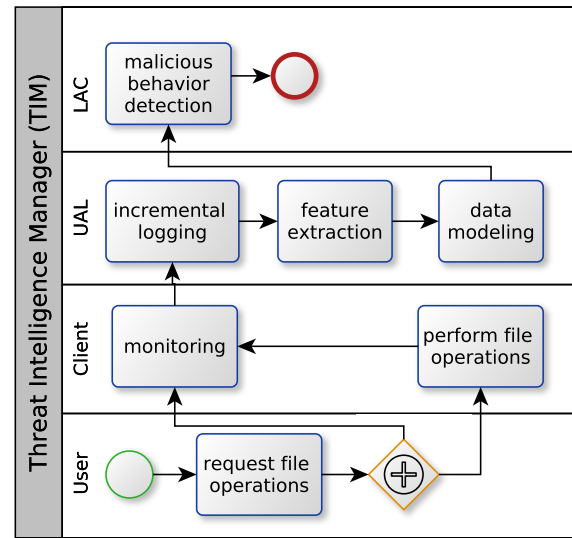 Threat Intelligence Manager (TIM)
LAC
malicious
behavior
detection
UAL
incremental
logging
feature
extraction
data
modeling
Client
monitoring
perform file
operations
User
request file
operations